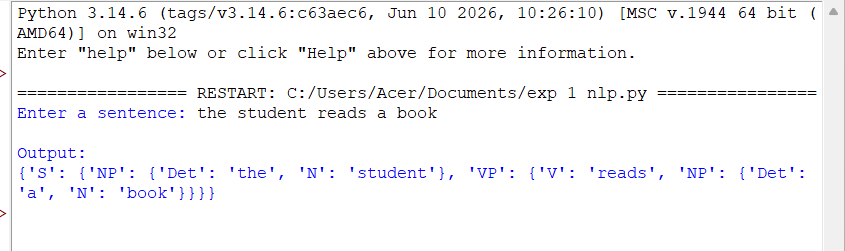 Python 3.14.6 (tags/v3.14.6:c63aec6, Jun 10 2026, 10:26:10) [MSC v.1944 64 bit (
AMD64)] on win32
Enter "help" below or click "Help" above for more information.
>
================= RESTART: C:/Users/Acer/Documents/exp 1 nlp.py ================
Enter a sentence: the student reads a book
Output:
{'S': {'NP': {'Det': 'the', 'N': 'student'}, 'VP': {'V': 'reads', 'NP': {'Det':
'a', 'N': 'book'}}}}
>